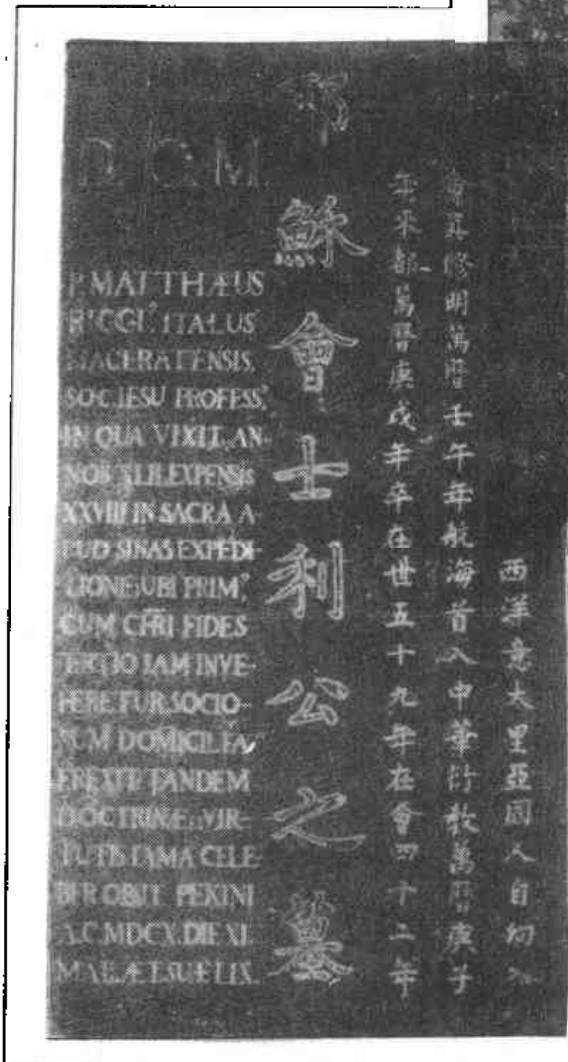 D. O. M.
P. MATTHÆUS
RICCI, ITALUS
MACERATENSIS,
SOC. IESU PROFESS.
IN QUA VIXIT, AN-
NOS XLII. EXPENSIS
XXVIII IN SACRA A-
PUD SINAS EXPEDI-
TIONE; UBI PRIM.
CUM CHRI FIDES
TERTIO IAM INVE-
HERETUR SOCIO-
RUM DOMICILIA
EREXIT TANDEM
DOCTRINÆ, VIR-
TUTIS FAMA CELE-
BER OBIIT PEKINI
A.C.MDCX.DIE XI.
MAII. ÆT. SUÆ LIX.
耶穌會士利公之墓
西洋意大里亞國人自幼入
會真修明萬曆壬午年航海首入中華衍教萬曆庚子
年來都萬曆庚戌年卒在世五十九年在會四十二年